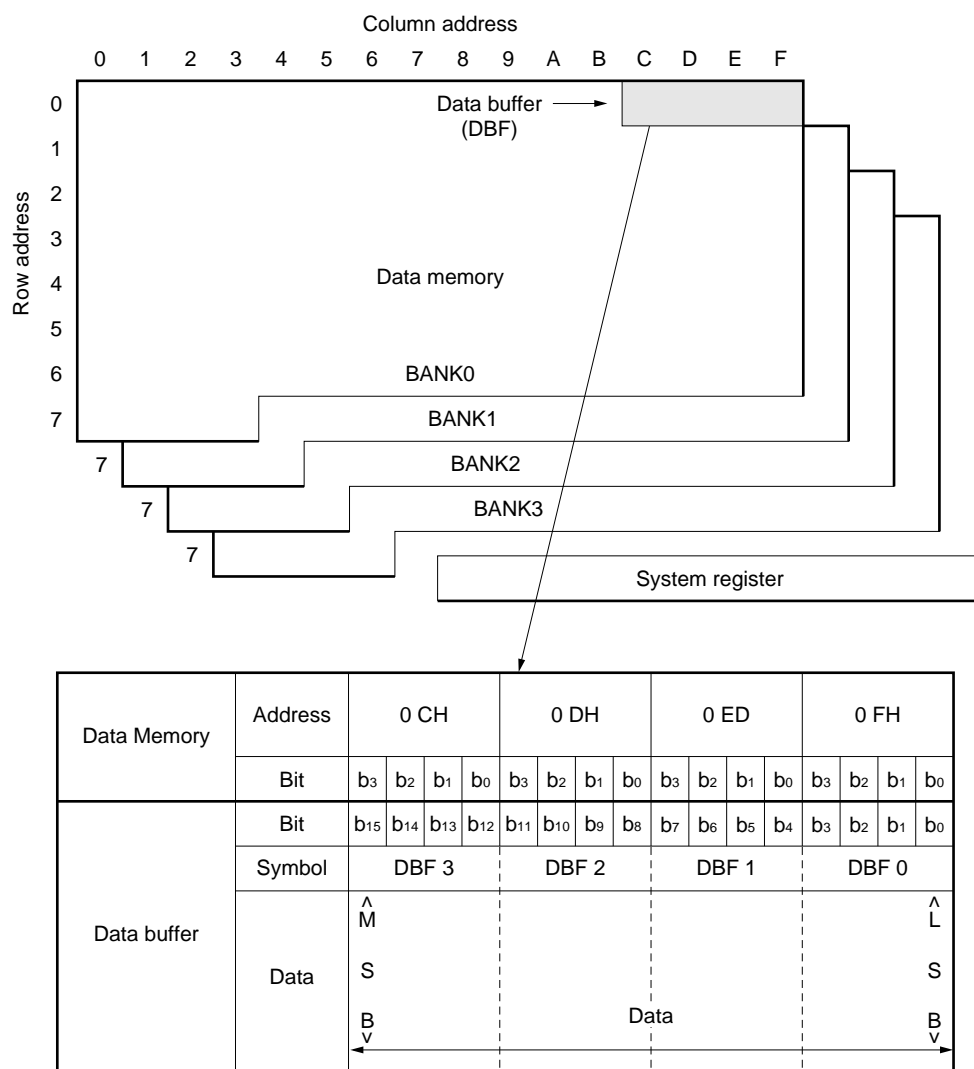 Column address
0 1 2 3 4 5 6 7 8 9 A B C D E F
Row address
0
1
2
3
4
5
6
7
Data buffer
(DBF)
Data memory
BANK0
BANK1
7
BANK2
7
BANK3
7
System register
Data Memory
Address 0 CH 0 DH 0 ED 0 FH
Bit b3 b2 b1 b0 b3 b2 b1 b0 b3 b2 b1 b0 b3 b2 b1 b0
Data buffer
Bit b15 b14 b13 b12 b11 b10 b9 b8 b7 b6 b5 b4 b3 b2 b1 b0
Symbol DBF 3 DBF 2 DBF 1 DBF 0
Data
M S B
Data
L S B